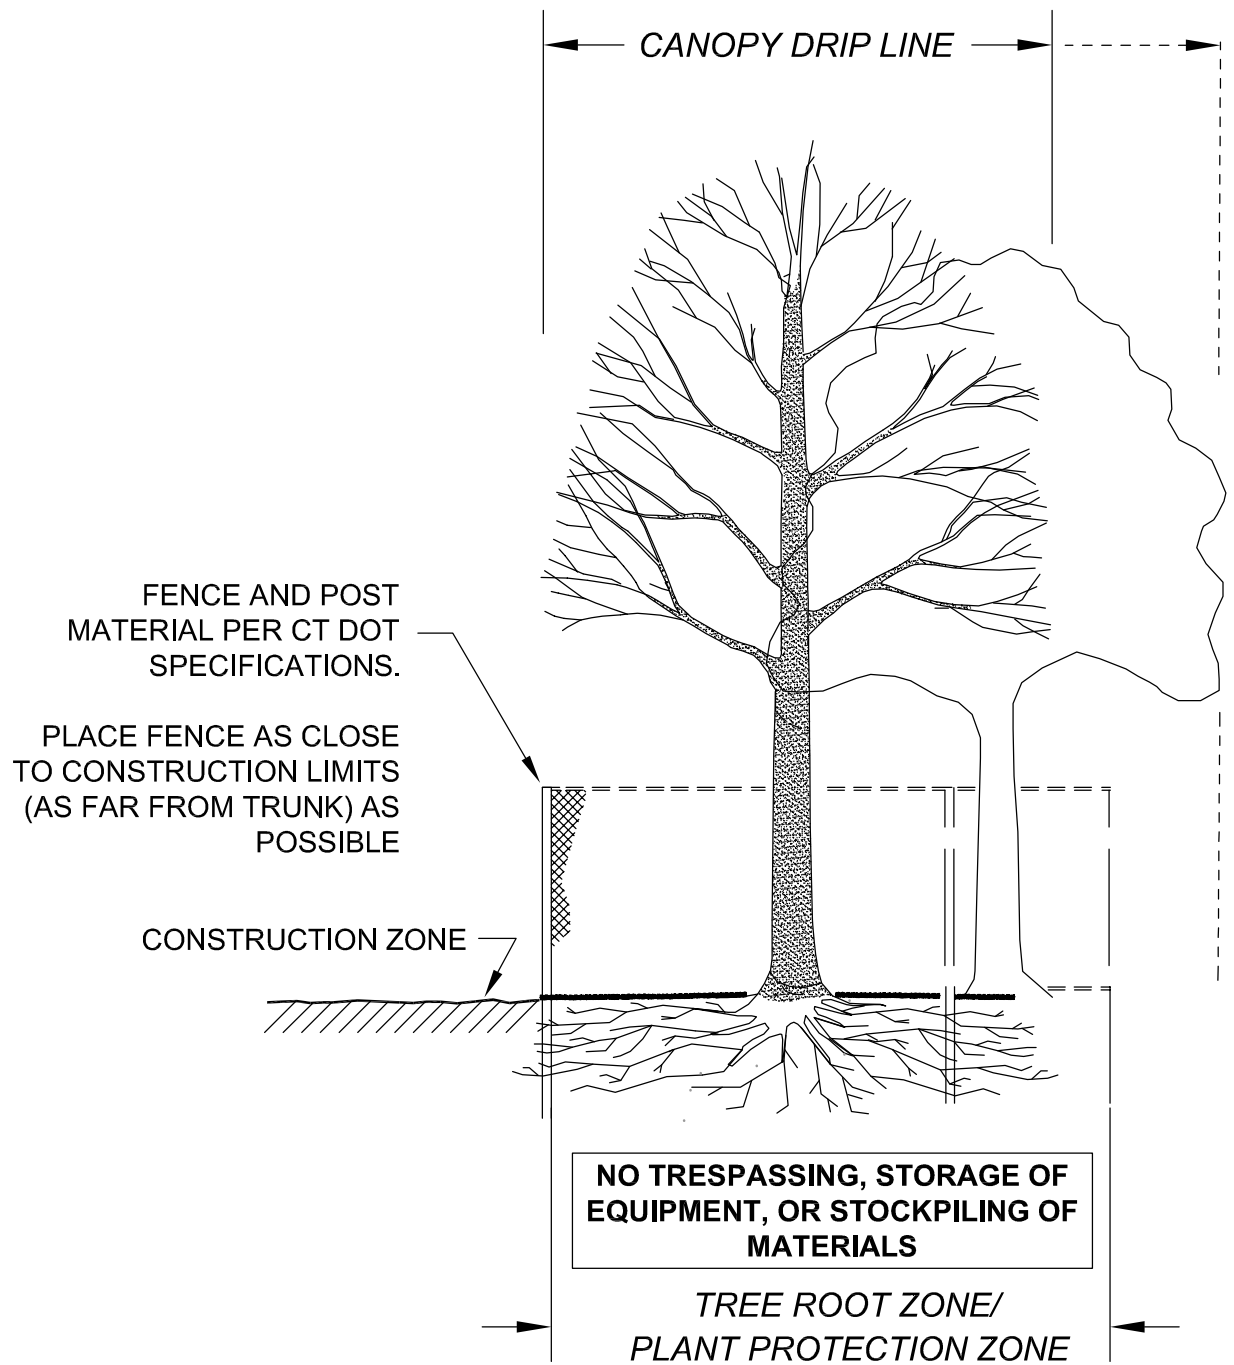 CANOPY DRIP LINE
FENCE AND POST
MATERIAL PER CT DOT
SPECIFICATIONS.
PLACE FENCE AS CLOSE
TO CONSTRUCTION LIMITS
(AS FAR FROM TRUNK) AS
POSSIBLE
CONSTRUCTION ZONE
NO TRESPASSING, STORAGE OF
EQUIPMENT, OR STOCKPILING OF
MATERIALS
TREE ROOT ZONE/
PLANT PROTECTION ZONE